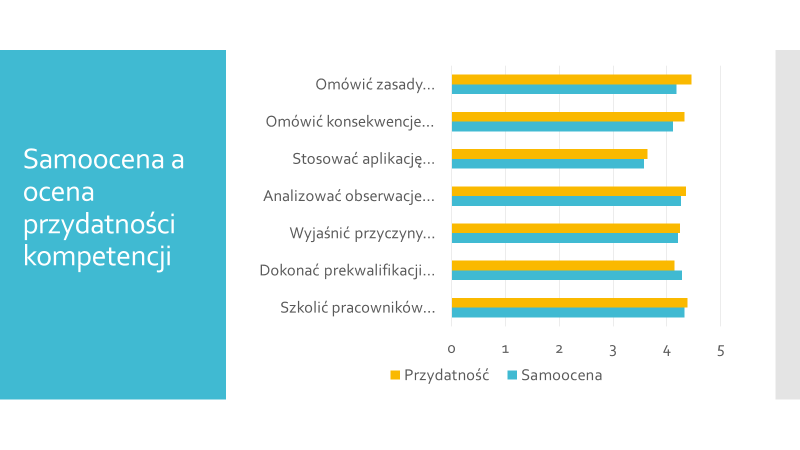 Samoocena a
ocena
przydatności
kompetencji
Omówić zasady...
Omówić konsekwencje...
Stosować aplikację...
Analizować obserwacje...
Wyjaśnić przyczyny...
Dokonać prekwalifikacji...
Szkolić pracowników...
0 1 2 3 4 5
Przydatność Samoocena